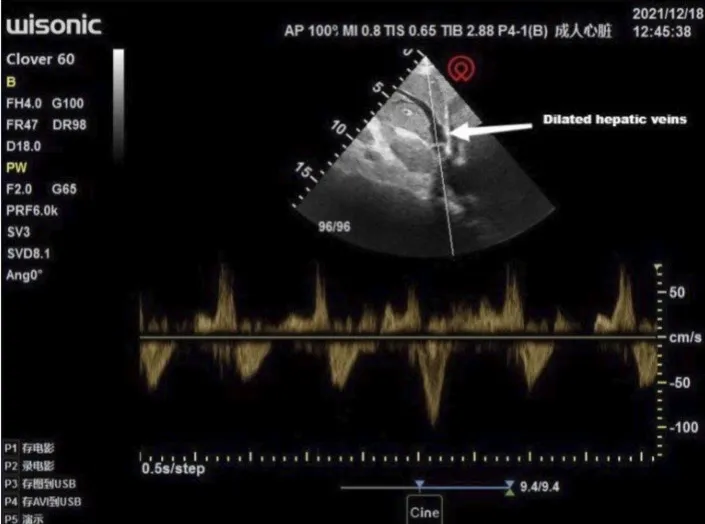 wisonic
2021/12/18
12:45:38
AP 100% MI 0.8 TIS 0.65 TIB 2.88 P4-1(B) 成人心脏
Clover 60
B
FH4.0 G100
FR47 DR98
D18.0
PW
F2.0 G65
PRF6.0k
SV3
SVD8.1
Ang0°
0
5
10
15
Dilated hepatic veins
96/96
50
cm/s
-50
-100
0.5s/step
9.4/9.4
Cine
P1 存电影
P2 录电影
P3 存图到USB
P4 存AVI到USB
P5 演示